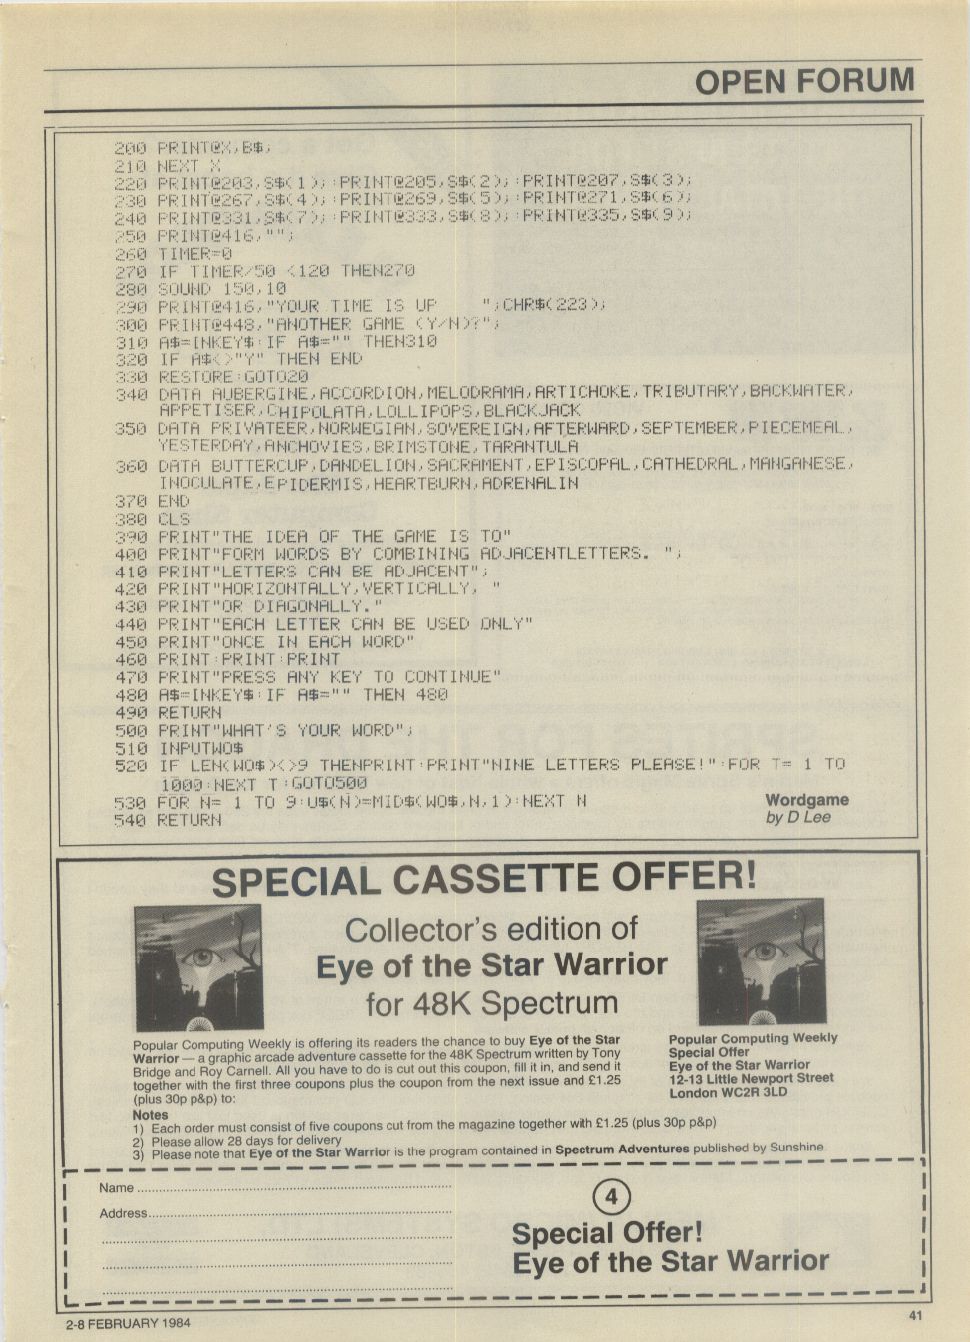 OPEN FORUM
200 PRINT@X,B$;
210 NEXT X
220 PRINT@203,S$(1);:PRINT@205,S$(2);:PRINT@207,S$(3);
230 PRINT@267,S$(4);:PRINT@269,S$(5);:PRINT@271,S$(6);
240 PRINT@331,S$(7);:PRINT@333,S$(8);:PRINT@335,S$(9);
250 PRINT@416,"";
260 TIMER=0
270 IF TIMER/50 <120 THEN270
280 SOUND 150,10
290 PRINT@416,"YOUR TIME IS UP    ";CHR$(223);
300 PRINT@448,"ANOTHER GAME (Y/N)?";
310 A$=INKEY$:IF A$="" THEN310
320 IF A$<>"Y" THEN END
330 RESTORE:GOTO20
340 DATA AUBERGINE,ACCORDION,MELODRAMA,ARTICHOKE,TRIBUTARY,BACKWATER,
APPETISER,CHIPOLATA,LOLLIPOPS,BLACKJACK
350 DATA PRIVATEER,NORWEGIAN,SOVEREIGN,AFTERWARD,SEPTEMBER,PIECEMEAL,
YESTERDAY,ANCHOVIES,BRIMSTONE,TARANTULA
360 DATA BUTTERCUP,DANDELION,SACRAMENT,EPISCOPAL,CATHEDRAL,MANGANESE,
INOCULATE,EPIDERMIS,HEARTBURN,ADRENALIN
370 END
380 CLS
390 PRINT"THE IDEA OF THE GAME IS TO"
400 PRINT"FORM WORDS BY COMBINING ADJACENTLETTERS. ";
410 PRINT"LETTERS CAN BE ADJACENT";
420 PRINT"HORIZONTALLY,VERTICALLY, "
430 PRINT"OR DIAGONALLY."
440 PRINT"EACH LETTER CAN BE USED ONLY"
450 PRINT"ONCE IN EACH WORD"
460 PRINT:PRINT:PRINT
470 PRINT"PRESS ANY KEY TO CONTINUE"
480 A$=INKEY$:IF A$="" THEN 480
490 RETURN
500 PRINT"WHAT'S YOUR WORD";
510 INPUTWO$
520 IF LEN(WO$)<>9 THENPRINT:PRINT"NINE LETTERS PLEASE!":FOR T= 1 TO
1000:NEXT T:GOTO500
530 FOR N= 1 TO 9:U$(N)=MID$(WO$,N,1):NEXT N
540 RETURN
Wordgame
by D Lee
SPECIAL CASSETTE OFFER!
Collector's edition of
Eye of the Star Warrior
for 48K Spectrum
Popular Computing Weekly is offering its readers the chance to buy Eye of the Star
Warrior — a graphic arcade adventure cassette for the 48K Spectrum written by Tony
Bridge and Roy Carnell. All you have to do is cut out this coupon, fill it in, and send it
together with the first three coupons plus the coupon from the next issue and £1.25
(plus 30p p&p) to:
Popular Computing Weekly
Special Offer
Eye of the Star Warrior
12-13 Little Newport Street
London WC2R 3LD
Notes
1) Each order must consist of five coupons cut from the magazine together with £1.25 (plus 30p p&p)
2) Please allow 28 days for delivery
3) Please note that Eye of the Star Warrior is the program contained in Spectrum Adventures published by Sunshine
Name
Address
4
Special Offer!
Eye of the Star Warrior
2-8 FEBRUARY 1984
41